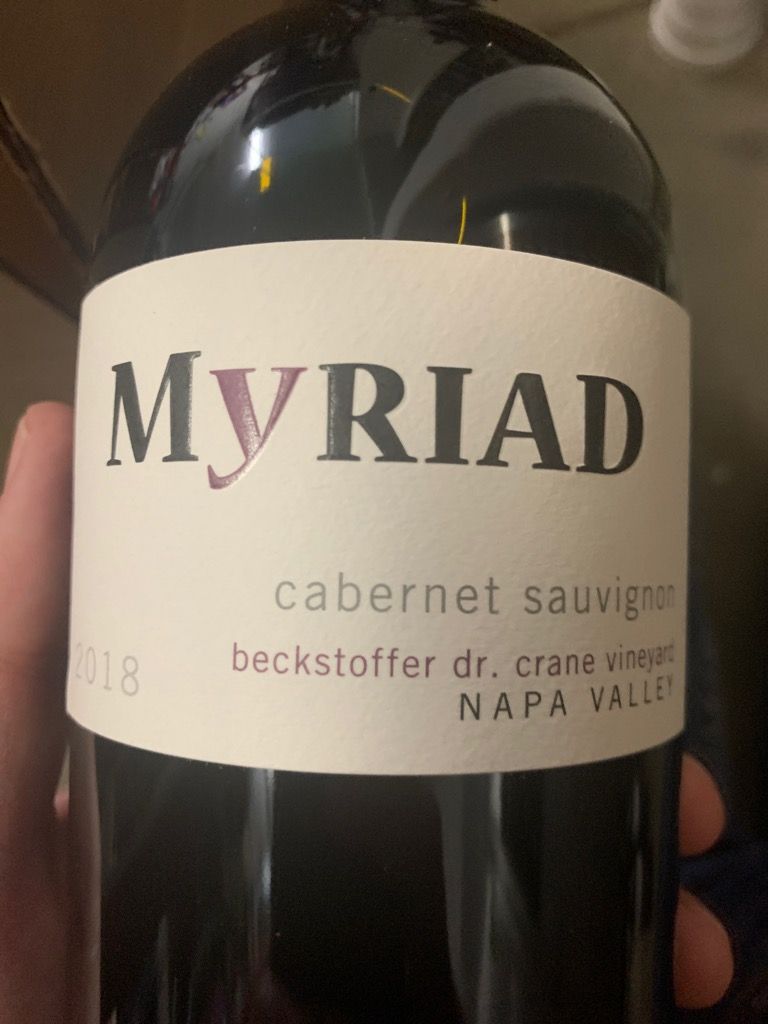 MyRIAD
cabernet sauvignon
2018
beckstoffer dr. crane vineyard
NAPA VALLEY